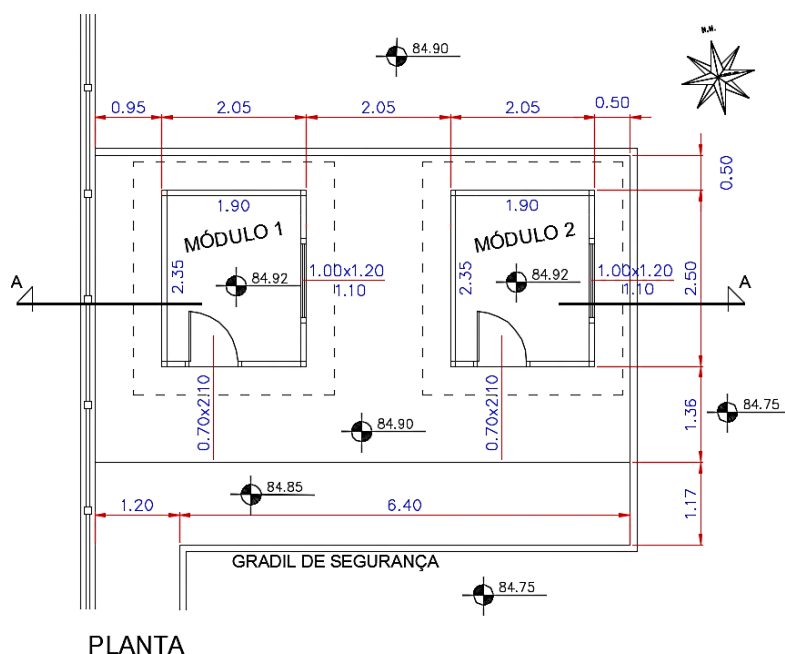 N.N.
84.90
0.95
2.05
2.05
2.05
0.50
0.50
1.90
1.90
MÓDULO 1
MÓDULO 2
2.35
2.35
84.92
84.92
1.00x1.20
1.10
1.00x1.20
1.10
2.50
A
A
0.70x2.10
0.70x2.10
1.36
84.75
84.90
84.85
1.20
6.40
1.17
GRADIL DE SEGURANÇA
84.75
PLANTA